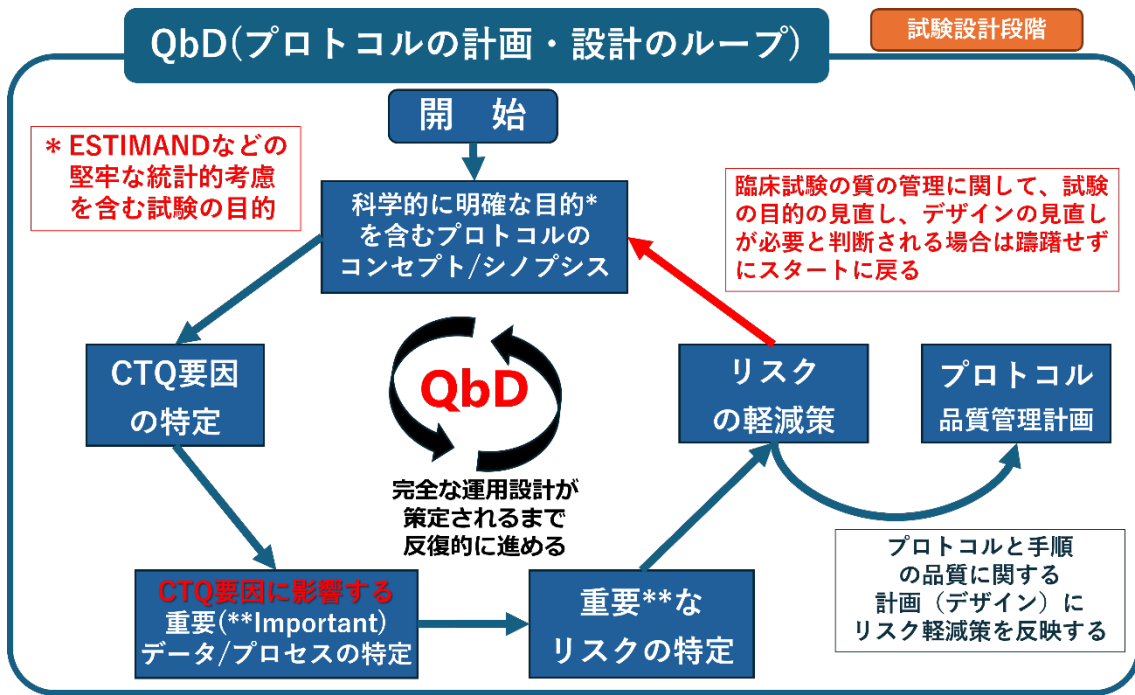 QbD(プロトコルの計画・設計のループ)
試験設計段階
開　始
＊ESTIMANDなどの
堅牢な統計的考慮
を含む試験の目的
科学的に明確な目的*
を含むプロトコルの
コンセプト/シノプシス
臨床試験の質の管理に関して、試験
の目的の見直し、デザインの見直し
が必要と判断される場合は躊躇せず
にスタートに戻る
CTQ要因
の特定
QbD
完全な運用設計が
策定されるまで
反復的に進める
リスク
の軽減策
プロトコル
品質管理計画
CTQ要因に影響する
重要(**Important)
データ/プロセスの特定
重要**な
リスクの特定
プロトコルと手順
の品質に関する
計画（デザイン）に
リスク軽減策を反映する